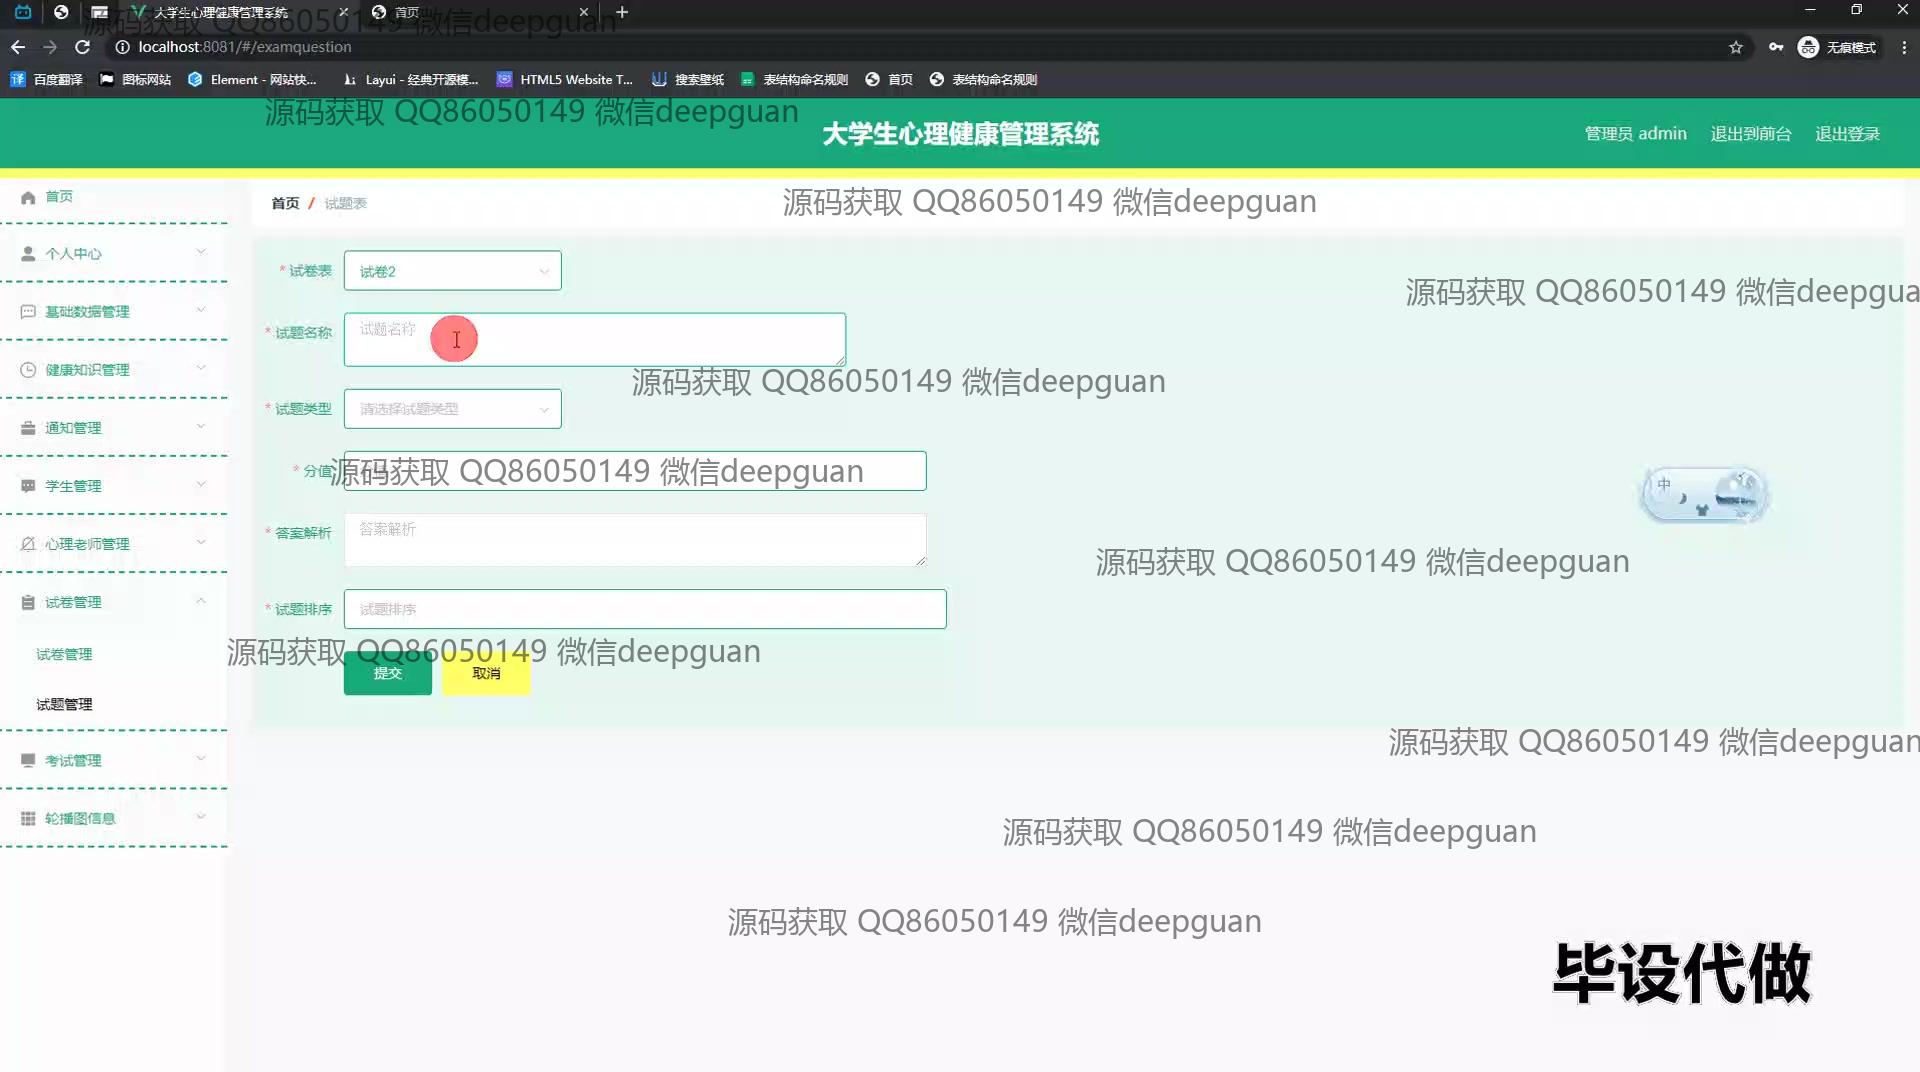 大学生心理健康管理系统
首页
源码获取 QQ86050149 微信deepguan
localhost:8081/#/examquestion
无痕模式
百度翻译
图标网站
Element - 网站快...
Layui - 经典开源模...
HTML5 Website T...
搜索壁纸
表结构命名规则
首页
表结构命名规则
源码获取 QQ86050149 微信deepguan
大学生心理健康管理系统
管理员 admin
退出到前台
退出登录
首页
首页 / 试题表
源码获取 QQ86050149 微信deepguan
个人中心
* 试卷表
试卷2
源码获取 QQ86050149 微信deepgua
基础数据管理
* 试题名称
试题名称
健康知识管理
源码获取 QQ86050149 微信deepguan
* 试题类型
请选择试题类型
通知管理
* 分值
源码获取 QQ86050149 微信deepguan
学生管理
中
* 答案解析
答案解析
心理老师管理
源码获取 QQ86050149 微信deepguan
试卷管理
* 试题排序
试题排序
试卷管理
源码获取 QQ86050149 微信deepguan
提交
取消
试题管理
源码获取 QQ86050149 微信deepguan
考试管理
轮播图信息
源码获取 QQ86050149 微信deepguan
源码获取 QQ86050149 微信deepguan
毕设代做